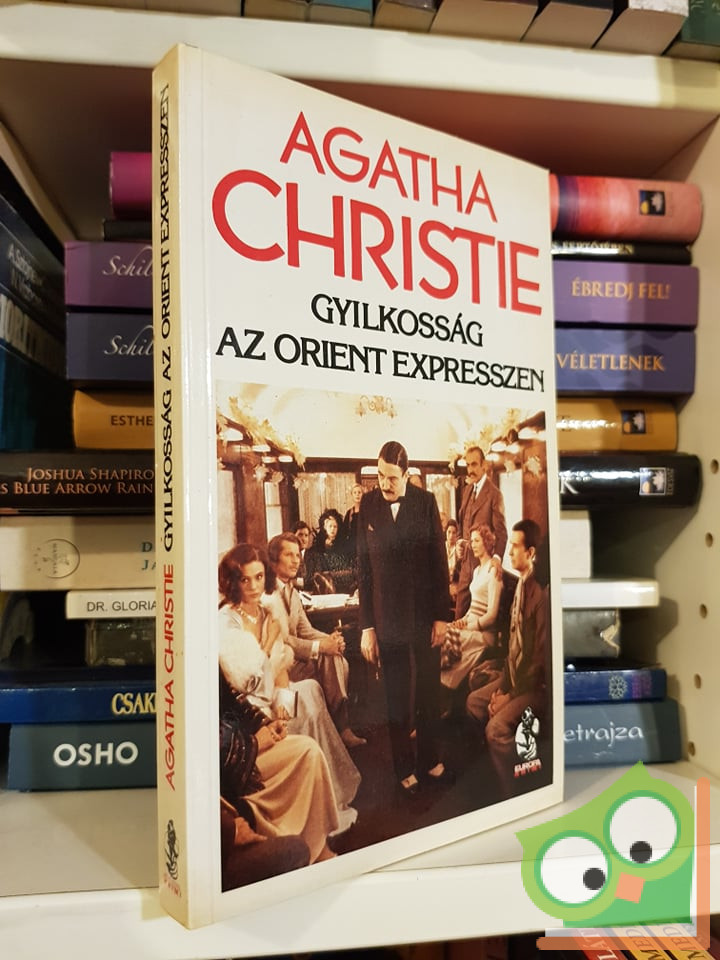 AGATHA
CHRISTIE
GYILKOSSÁG
AZ ORIENT EXPRESSZEN
EUROPA
AGATHA CHRISTIE GYILKOSSÁG AZ ORIENT EXPRESSZEN
Schil
Schil
ESTHE
JOSHUA SHAPIRO
S BLUE ARROW RAIN
DR. GLORIA
CSAK
OSHO
ÉBREDJ FEL!
VÉLETLENEK
etrajza